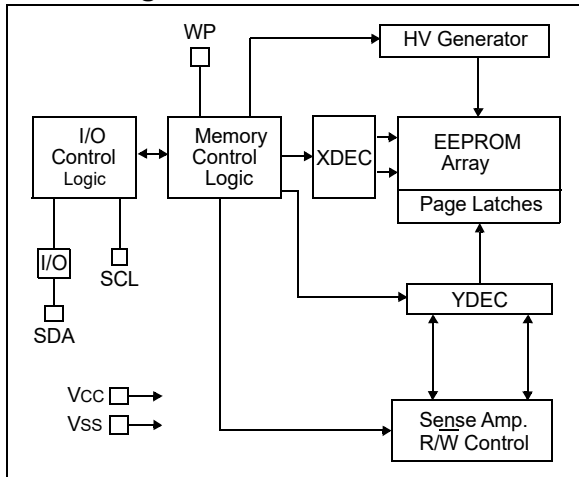 WP
HV Generator
I/O
Control
Logic
Memory
Control
Logic
XDEC
EEPROM
Array
Page Latches
I/O
SCL
SDA
YDEC
VCC
VSS
Sense Amp.
R/W̅ Control